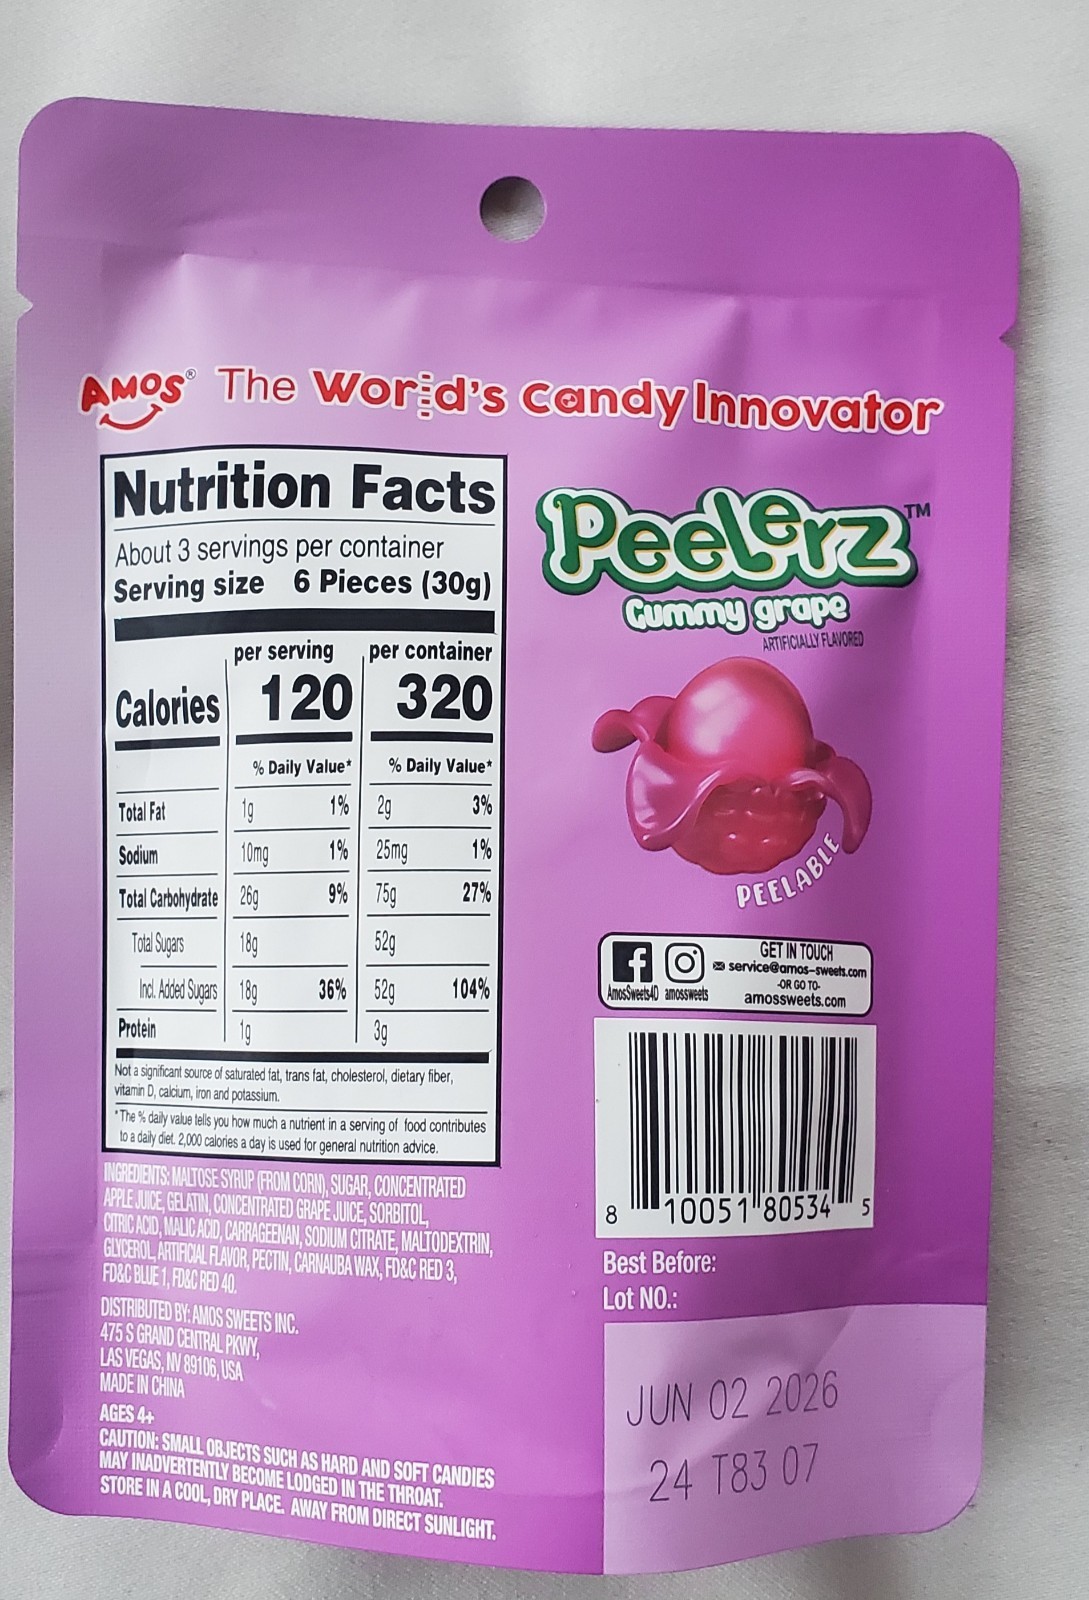 AMOS® The World's Candy Innovator
Nutrition Facts
About 3 servings per container
Serving size 6 Pieces (30g)
per serving per container
Calories 120 320
% Daily Value* % Daily Value*
Total Fat 1g 1% 2g 3%
Sodium 10mg 1% 25mg 1%
Total Carbohydrate 26g 9% 75g 27%
Total Sugars 18g 52g
Incl. Added Sugars 18g 36% 52g 104%
Protein 1g 3g
Not a significant source of saturated fat, trans fat, cholesterol, dietary fiber,
vitamin D, calcium, iron and potassium.
*The % daily value tells you how much a nutrient in a serving of food contributes
to a daily diet. 2,000 calories a day is used for general nutrition advice.
INGREDIENTS: MALTOSE SYRUP (FROM CORN), SUGAR, CONCENTRATED
APPLE JUICE, GELATIN, CONCENTRATED GRAPE JUICE, SORBITOL,
CITRIC ACID, MALIC ACID, CARRAGEENAN, SODIUM CITRATE, MALTODEXTRIN,
GLYCEROL, ARTIFICIAL FLAVOR, PECTIN, CARNAUBA WAX, FD&C RED 3,
FD&C BLUE 1, FD&C RED 40.
DISTRIBUTED BY: AMOS SWEETS INC.
475 S GRAND CENTRAL PKWY,
LAS VEGAS, NV 89106, USA
MADE IN CHINA
AGES 4+
CAUTION: SMALL OBJECTS SUCH AS HARD AND SOFT CANDIES
MAY INADVERTENTLY BECOME LODGED IN THE THROAT.
STORE IN A COOL, DRY PLACE. AWAY FROM DIRECT SUNLIGHT.
Peelerz™
Gummy grape
ARTIFICIALLY FLAVORED
PEELABLE
GET IN TOUCH
service@amos-sweets.com
-OR GO TO-
amossweets.com
AmosSweets4D amossweets
8 10051 80534 5
Best Before:
Lot NO.:
JUN 02 2026
24 T83 07